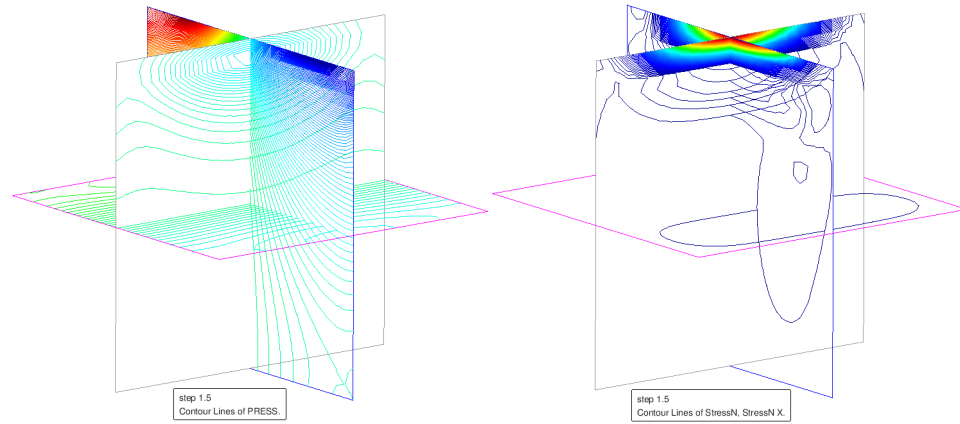 step 1.5
Contour Lines of PRESS.
step 1.5
Contour Lines of StressN, StressN X.